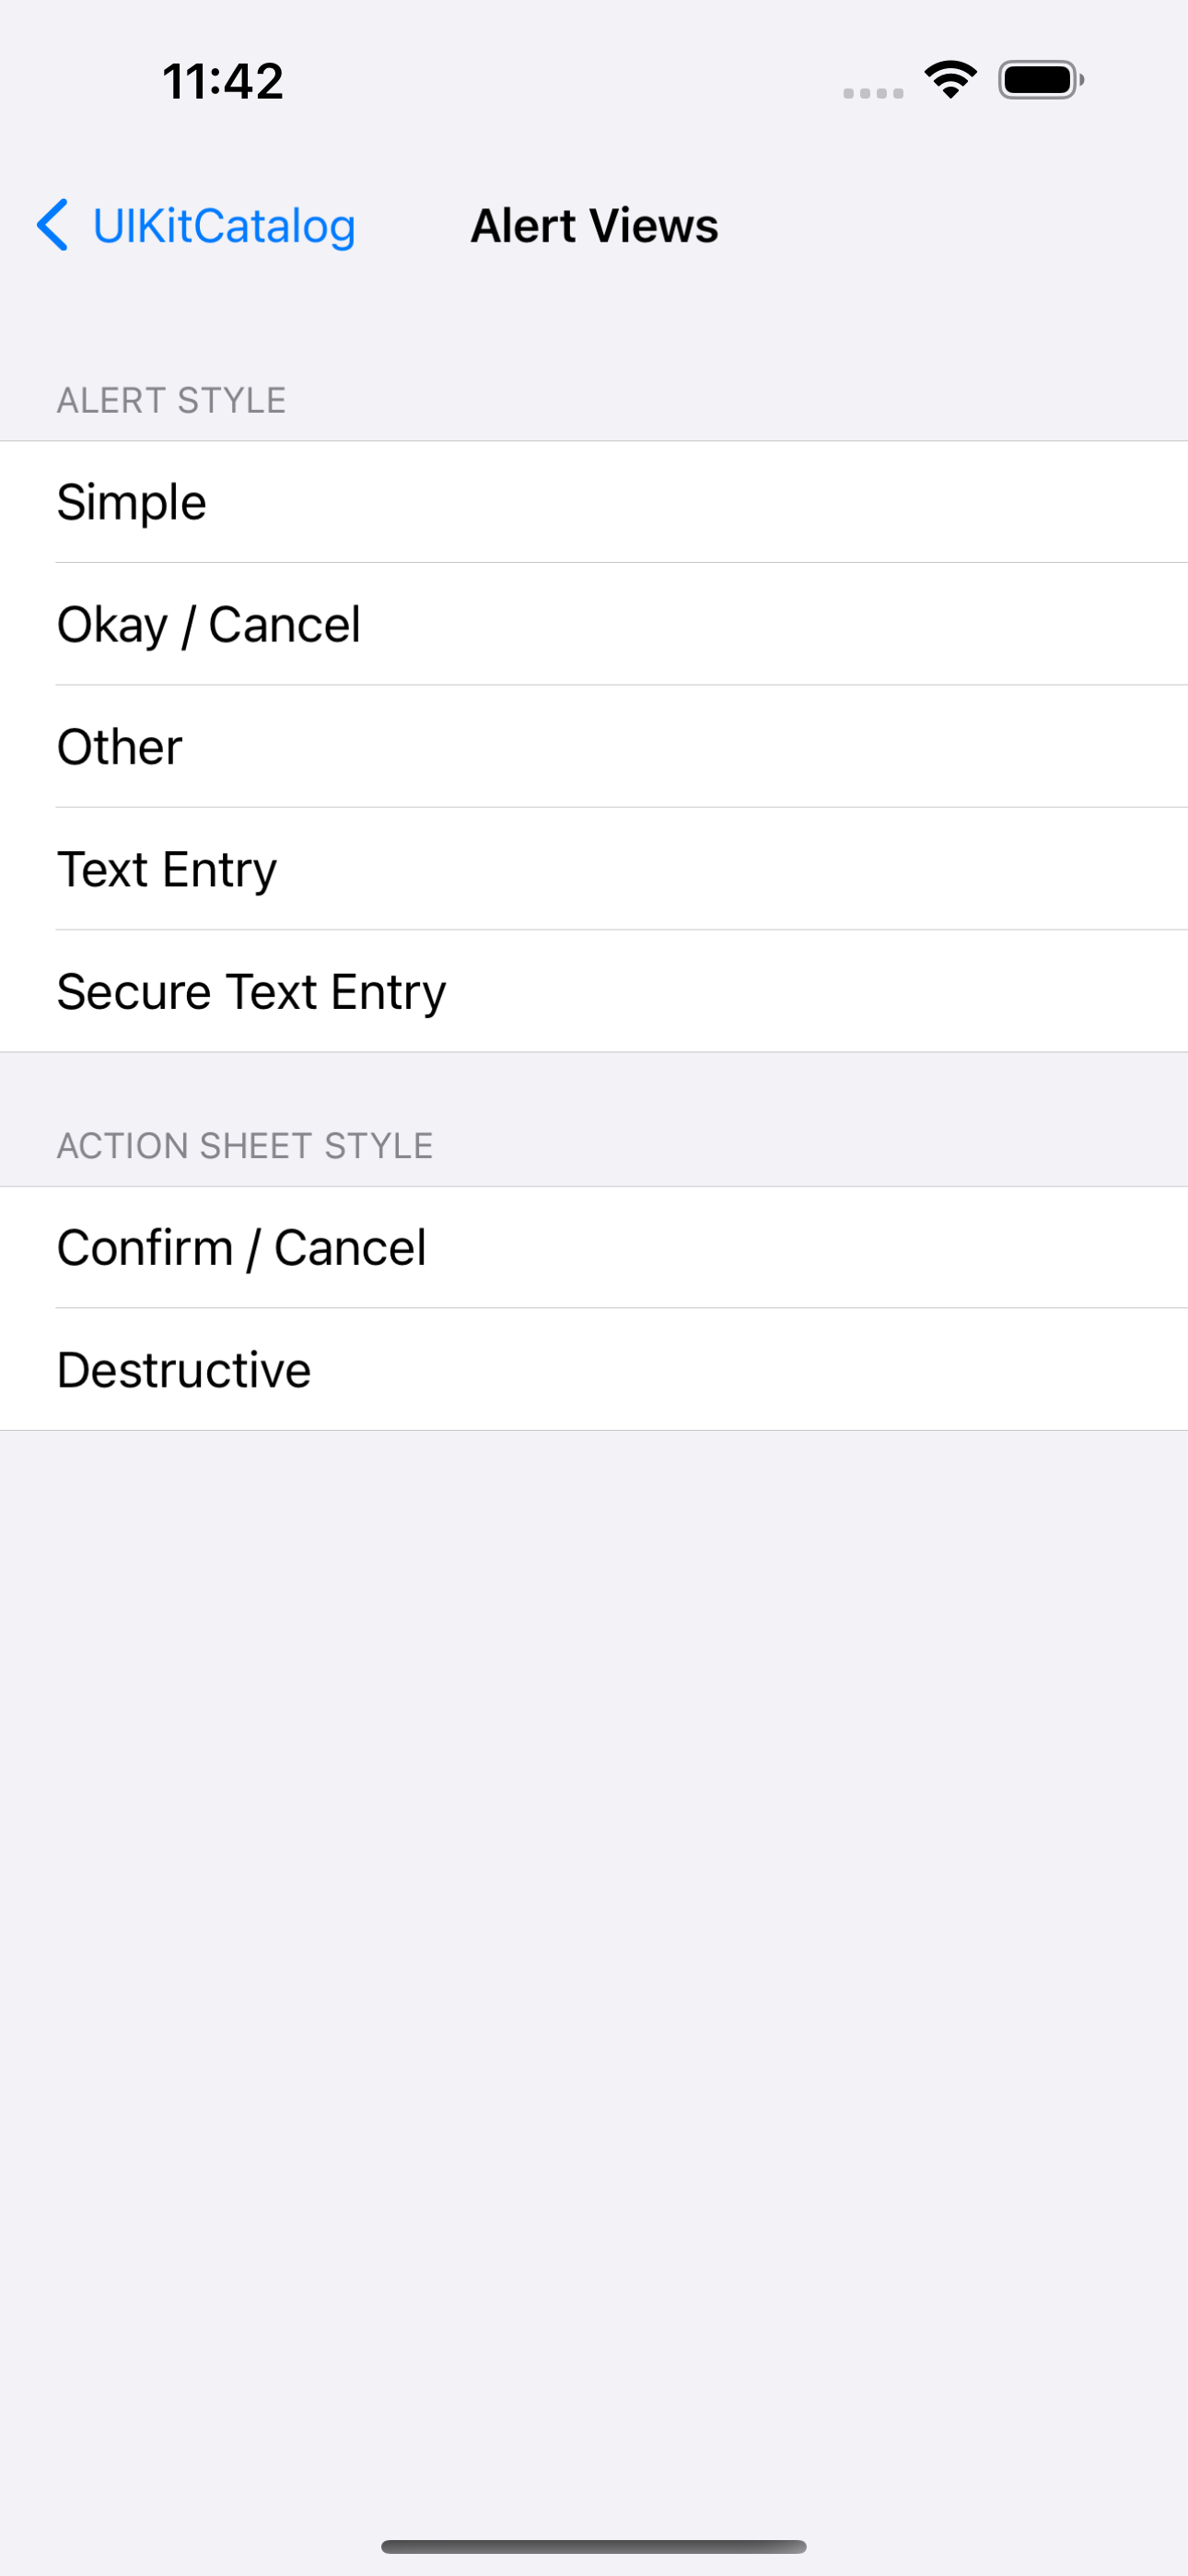 11:42
UIKitCatalog
Alert Views
ALERT STYLE
Simple
Okay / Cancel
Other
Text Entry
Secure Text Entry
ACTION SHEET STYLE
Confirm / Cancel
Destructive